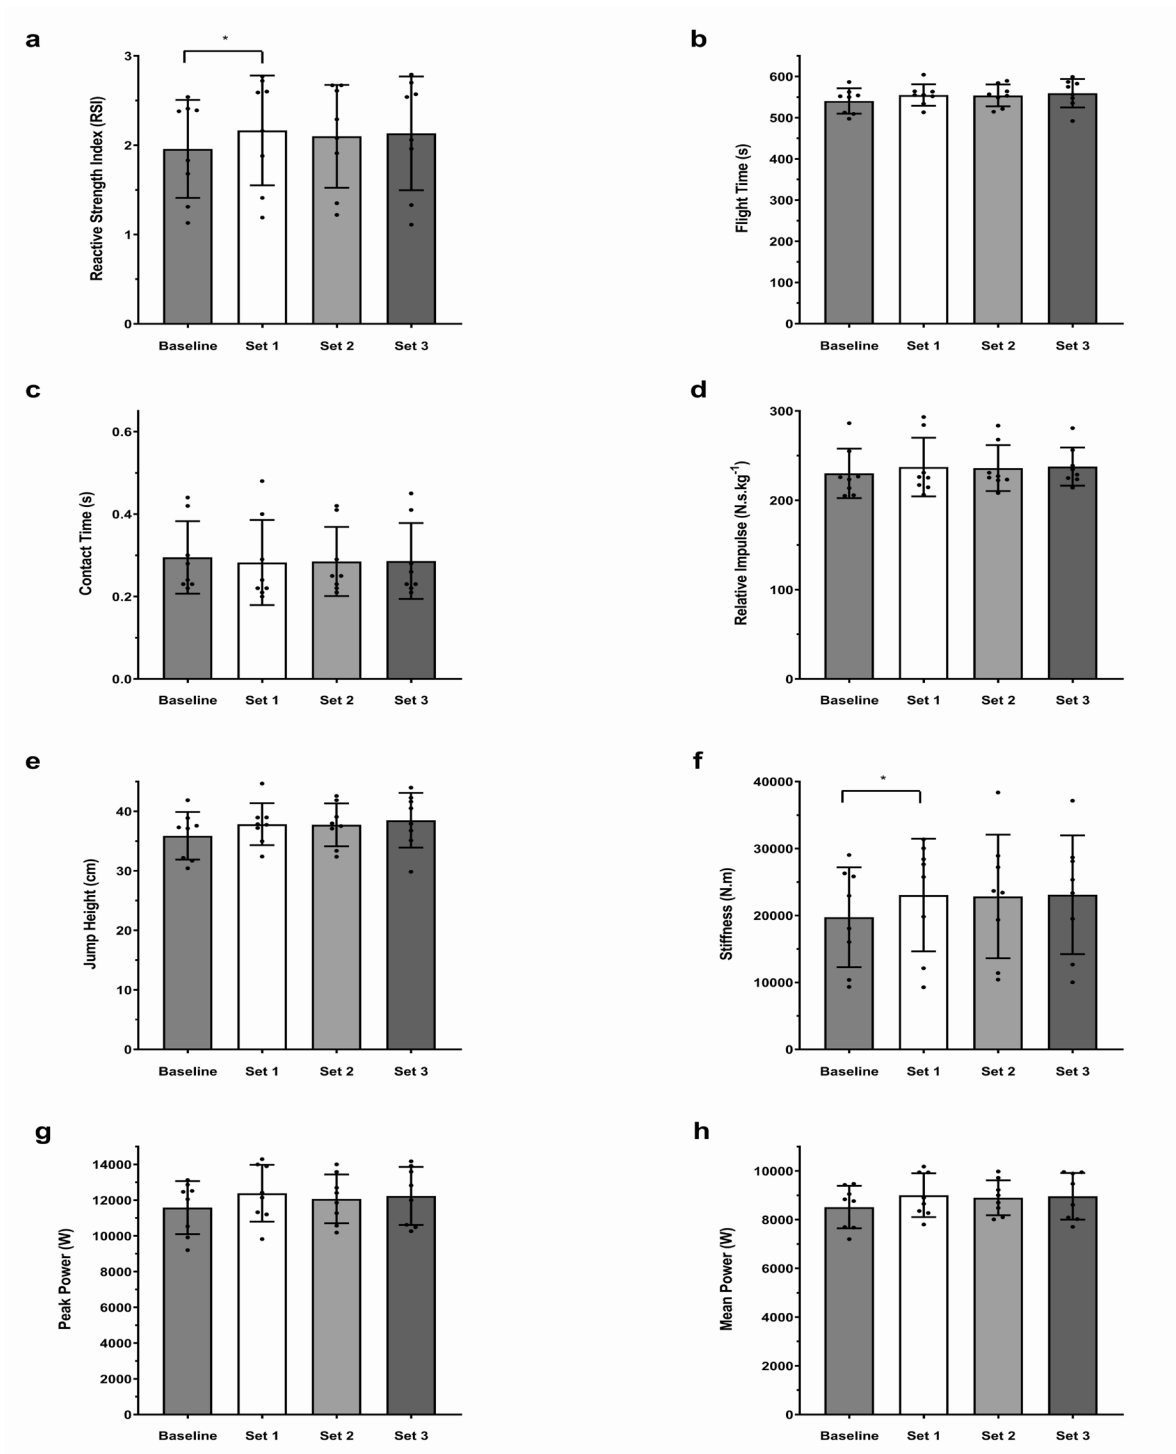 a
*
Reactive Strength Index (RSI)
3
2
1
0
Baseline Set 1 Set 2 Set 3
b
Flight Time (s)
600
500
400
300
200
100
0
Baseline Set 1 Set 2 Set 3
c
Contact Time (s)
0.6
0.4
0.2
0.0
Baseline Set 1 Set 2 Set 3
d
Relative Impulse (N.s.kg⁻¹)
300
200
100
0
Baseline Set 1 Set 2 Set 3
e
Jump Height (cm)
40
30
20
10
0
Baseline Set 1 Set 2 Set 3
f
*
Stiffness (N.m)
40000
30000
20000
10000
0
Baseline Set 1 Set 2 Set 3
g
Peak Power (W)
14000
12000
10000
8000
6000
4000
2000
0
Baseline Set 1 Set 2 Set 3
h
Mean Power (W)
10000
8000
6000
4000
2000
0
Baseline Set 1 Set 2 Set 3